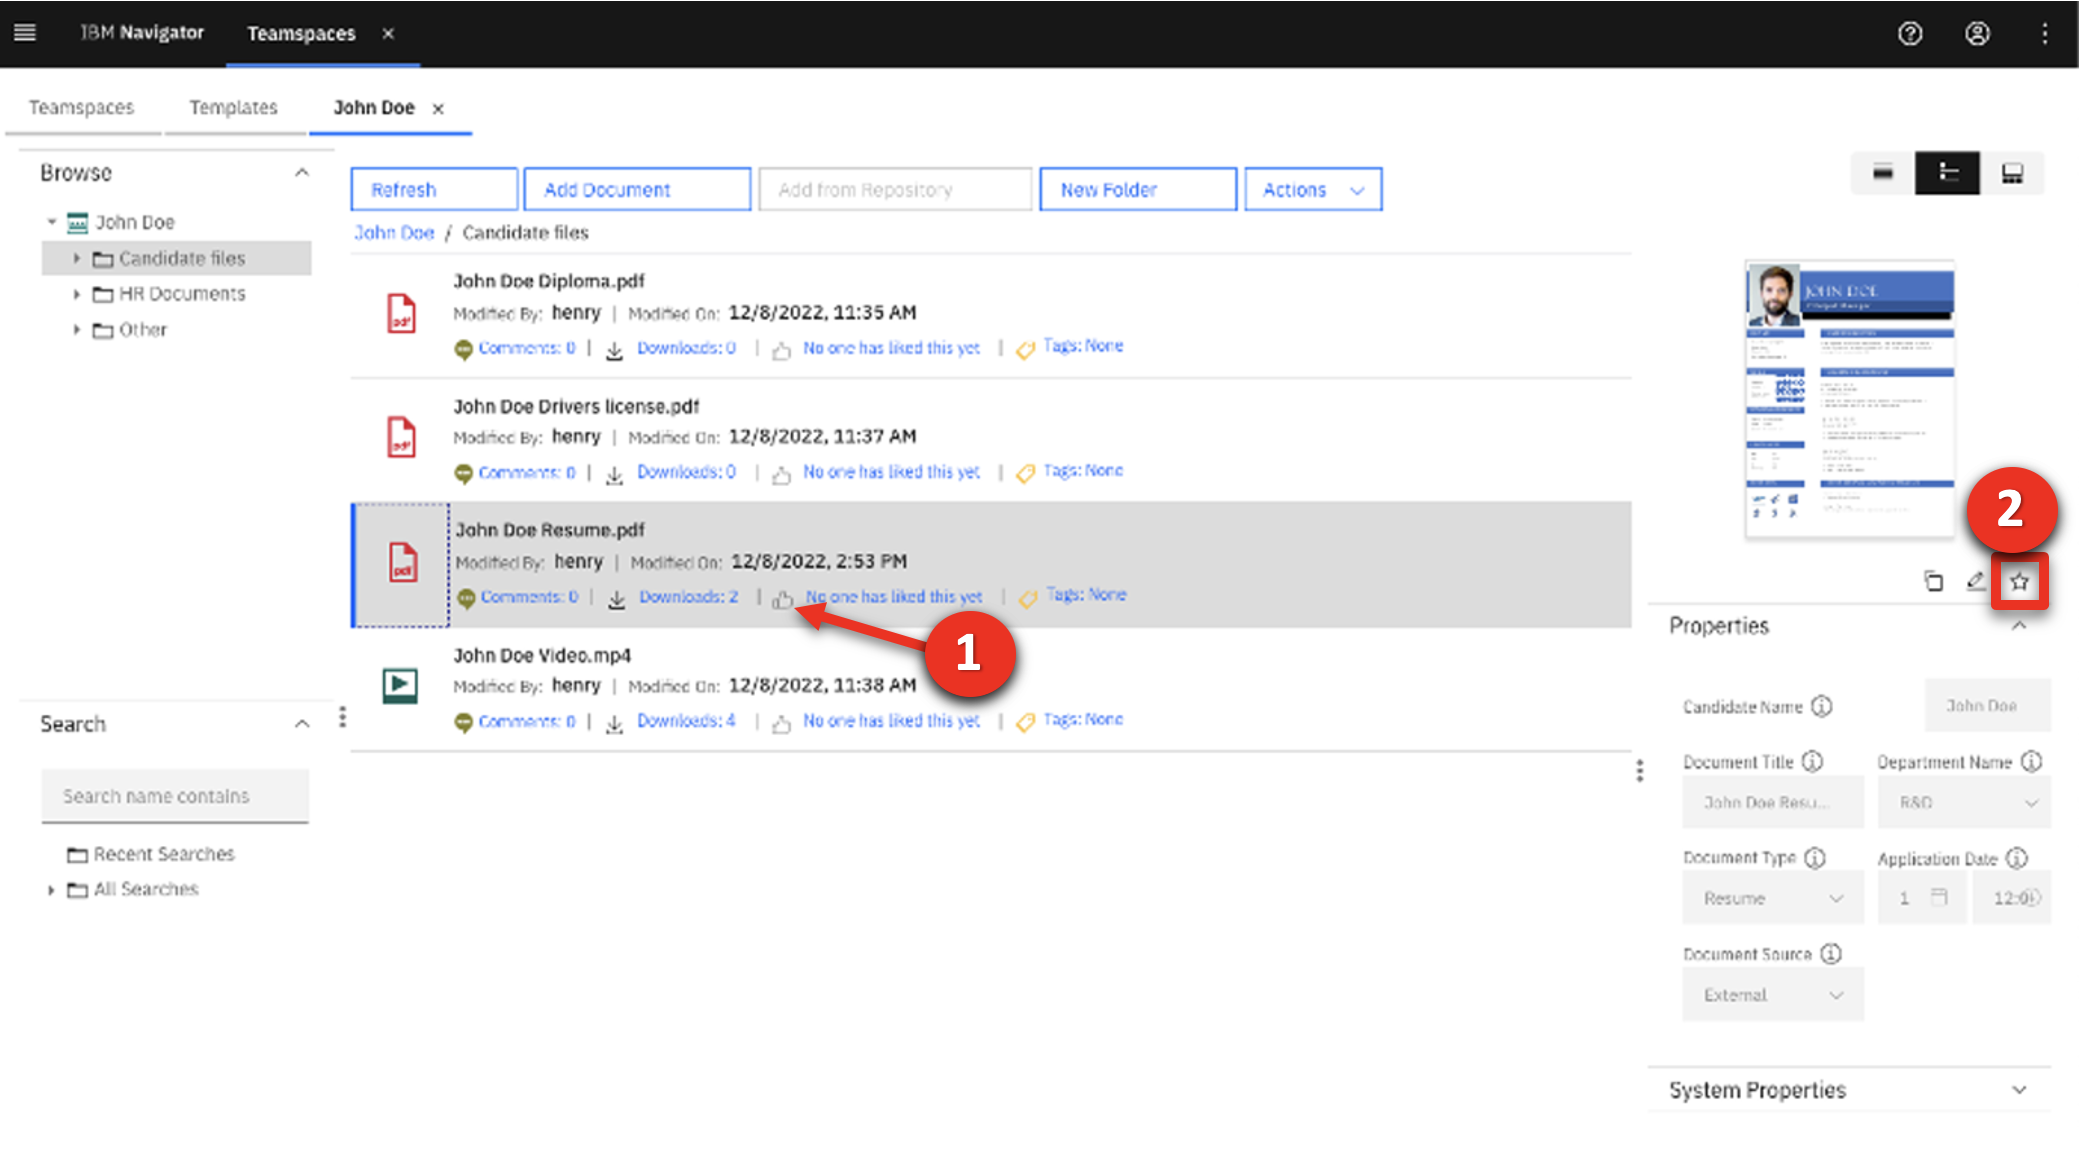 IBM Navigator
Teamspaces
Teamspaces
Templates
John Doe
Browse
John Doe
Candidate files
HR Documents
Other
Refresh
Add Document
Add from Repository
New Folder
Actions
John Doe / Candidate files
John Doe Diploma.pdf
Modified By: henry | Modified On: 12/8/2022, 11:35 AM
Comments: 0 | Downloads: 0 | No one has liked this yet | Tags: None
John Doe Drivers license.pdf
Modified By: henry | Modified On: 12/8/2022, 11:37 AM
Comments: 0 | Downloads: 0 | No one has liked this yet | Tags: None
John Doe Resume.pdf
Modified By: henry | Modified On: 12/8/2022, 2:53 PM
Comments: 0 | Downloads: 2 | No one has liked this yet | Tags: None
1
John Doe Video.mp4
Modified By: henry | Modified On: 12/8/2022, 11:38 AM
Comments: 0 | Downloads: 4 | No one has liked this yet | Tags: None
Search
Search name contains
Recent Searches
All Searches
JOHN DOE
2
Properties
Candidate Name
John Doe
Document Title
John Doe Resu...
Department Name
R&D
Document Type
Resume
Application Date
1
Document Source
External
System Properties